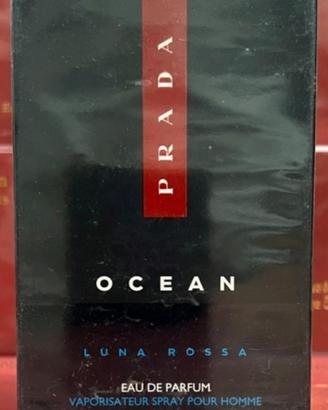 PRADA
OCEAN
LUNA ROSSA
EAU DE PARFUM
VAPORISATEUR SPRAY POUR HOMME